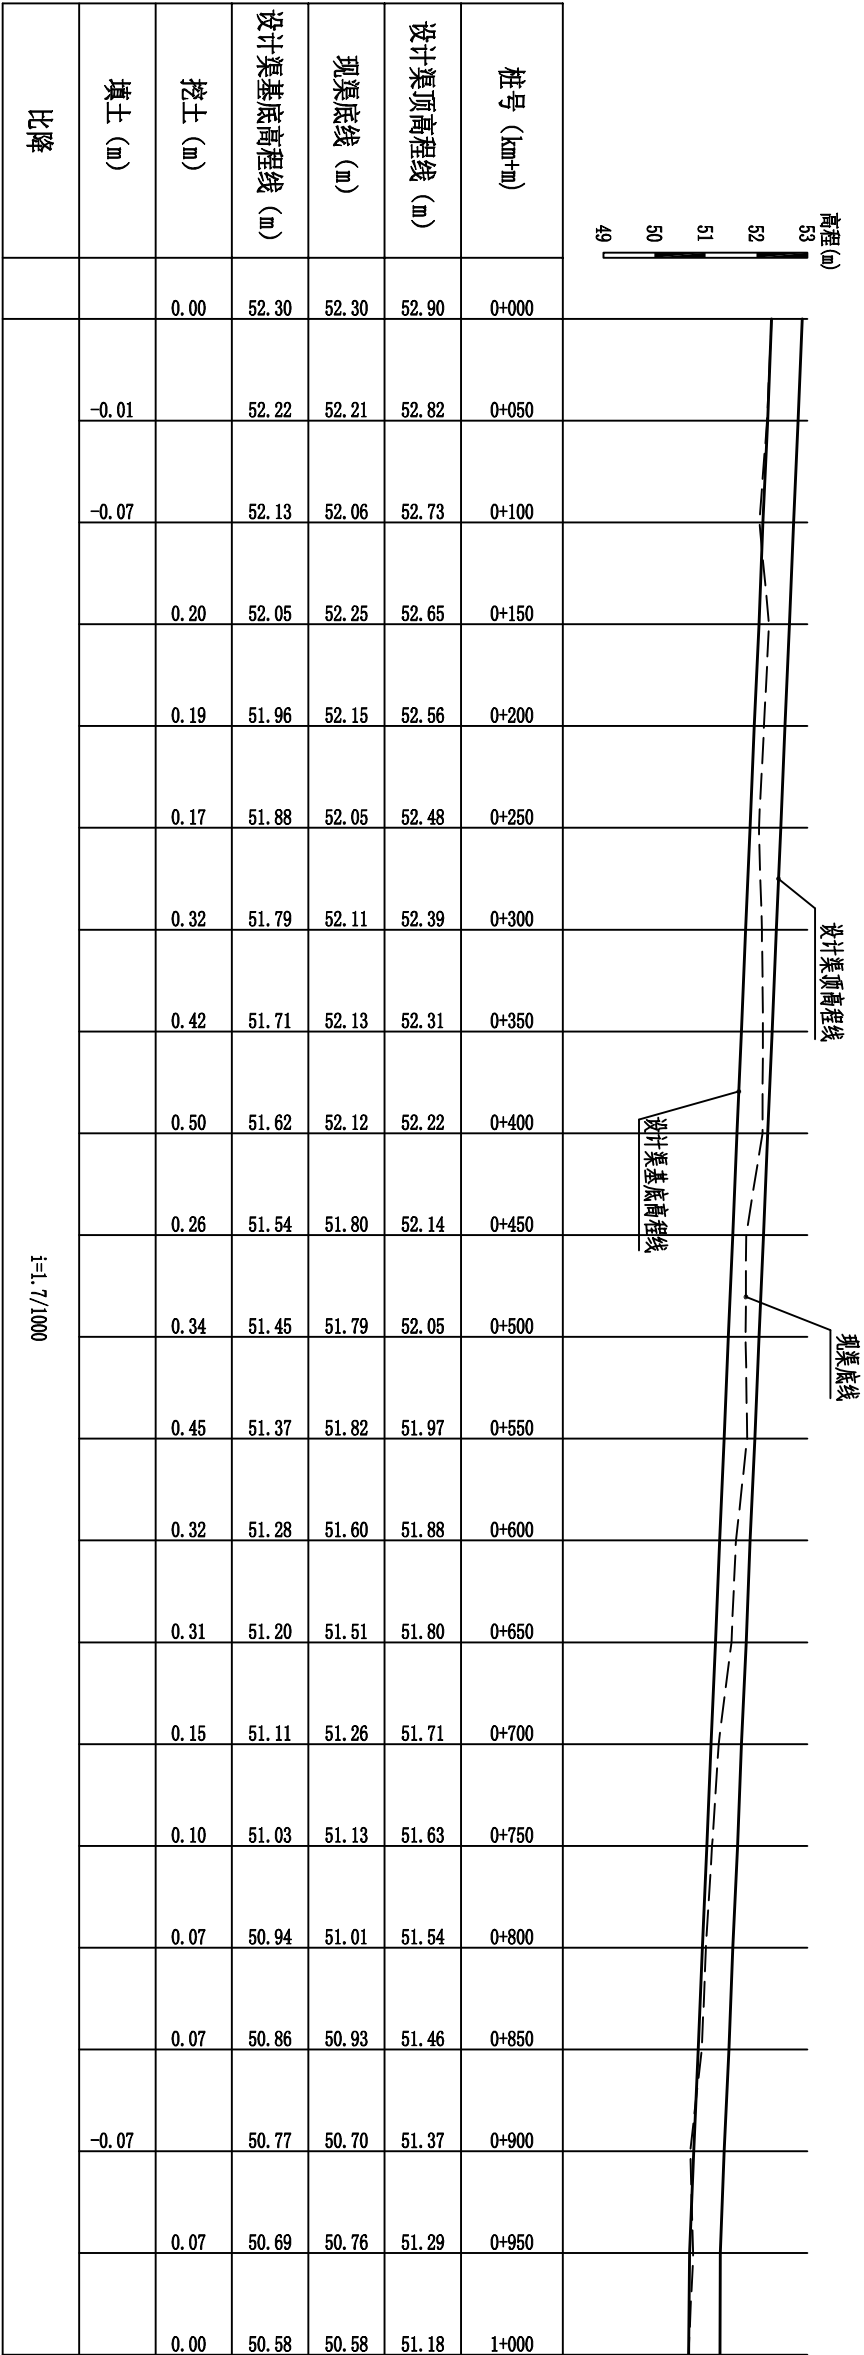 高程(m)
53
52
51
50
49
设计渠顶高程线
设计渠基底高程线
现渠底线
桩号 (km+m) 0+000 0+050 0+100 0+150 0+200 0+250 0+300 0+350 0+400 0+450 0+500 0+550 0+600 0+650 0+700 0+750 0+800 0+850 0+900 0+950 1+000
设计渠顶高程线 (m) 52.90 52.82 52.73 52.65 52.56 52.48 52.39 52.31 52.22 52.14 52.05 51.97 51.88 51.80 51.71 51.63 51.54 51.46 51.37 51.29 51.18
现渠底线 (m) 52.30 52.21 52.06 52.25 52.15 52.05 52.11 52.13 52.12 51.80 51.79 51.82 51.60 51.51 51.26 51.13 51.01 50.93 50.70 50.76 50.58
设计渠基底高程线 (m) 52.30 52.22 52.13 52.05 51.96 51.88 51.79 51.71 51.62 51.54 51.45 51.37 51.28 51.20 51.11 51.03 50.94 50.86 50.77 50.69 50.58
挖土 (m) 0.00 0.20 0.19 0.17 0.32 0.42 0.50 0.26 0.34 0.45 0.32 0.31 0.15 0.10 0.07 0.07 0.07 0.00
填土 (m) -0.01 -0.07 -0.07
比降 i=1.7/1000